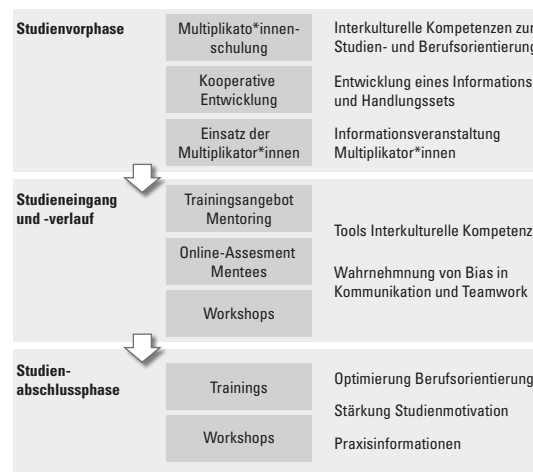 Studienvorphase
Multiplikato*innen-
schulung
Interkulturelle Kompetenzen zur
Studien- und Berufsorientierung
Kooperative
Entwicklung
Entwicklung eines Informations
und Handlungssets
Einsatz der
Multiplikator*innen
Informationsveranstaltung
Multiplikator*innen
Studieneingang
und -verlauf
Trainingsangebot
Mentoring
Tools Interkulturelle Kompetenz
Online-Assesment
Mentees
Wahrnehmnung von Bias in
Kommunikation und Teamwork
Workshops
Studien-
abschlussphase
Trainings
Optimierung Berufsorientierung
Stärkung Studienmotivation
Workshops
Praxisinformationen